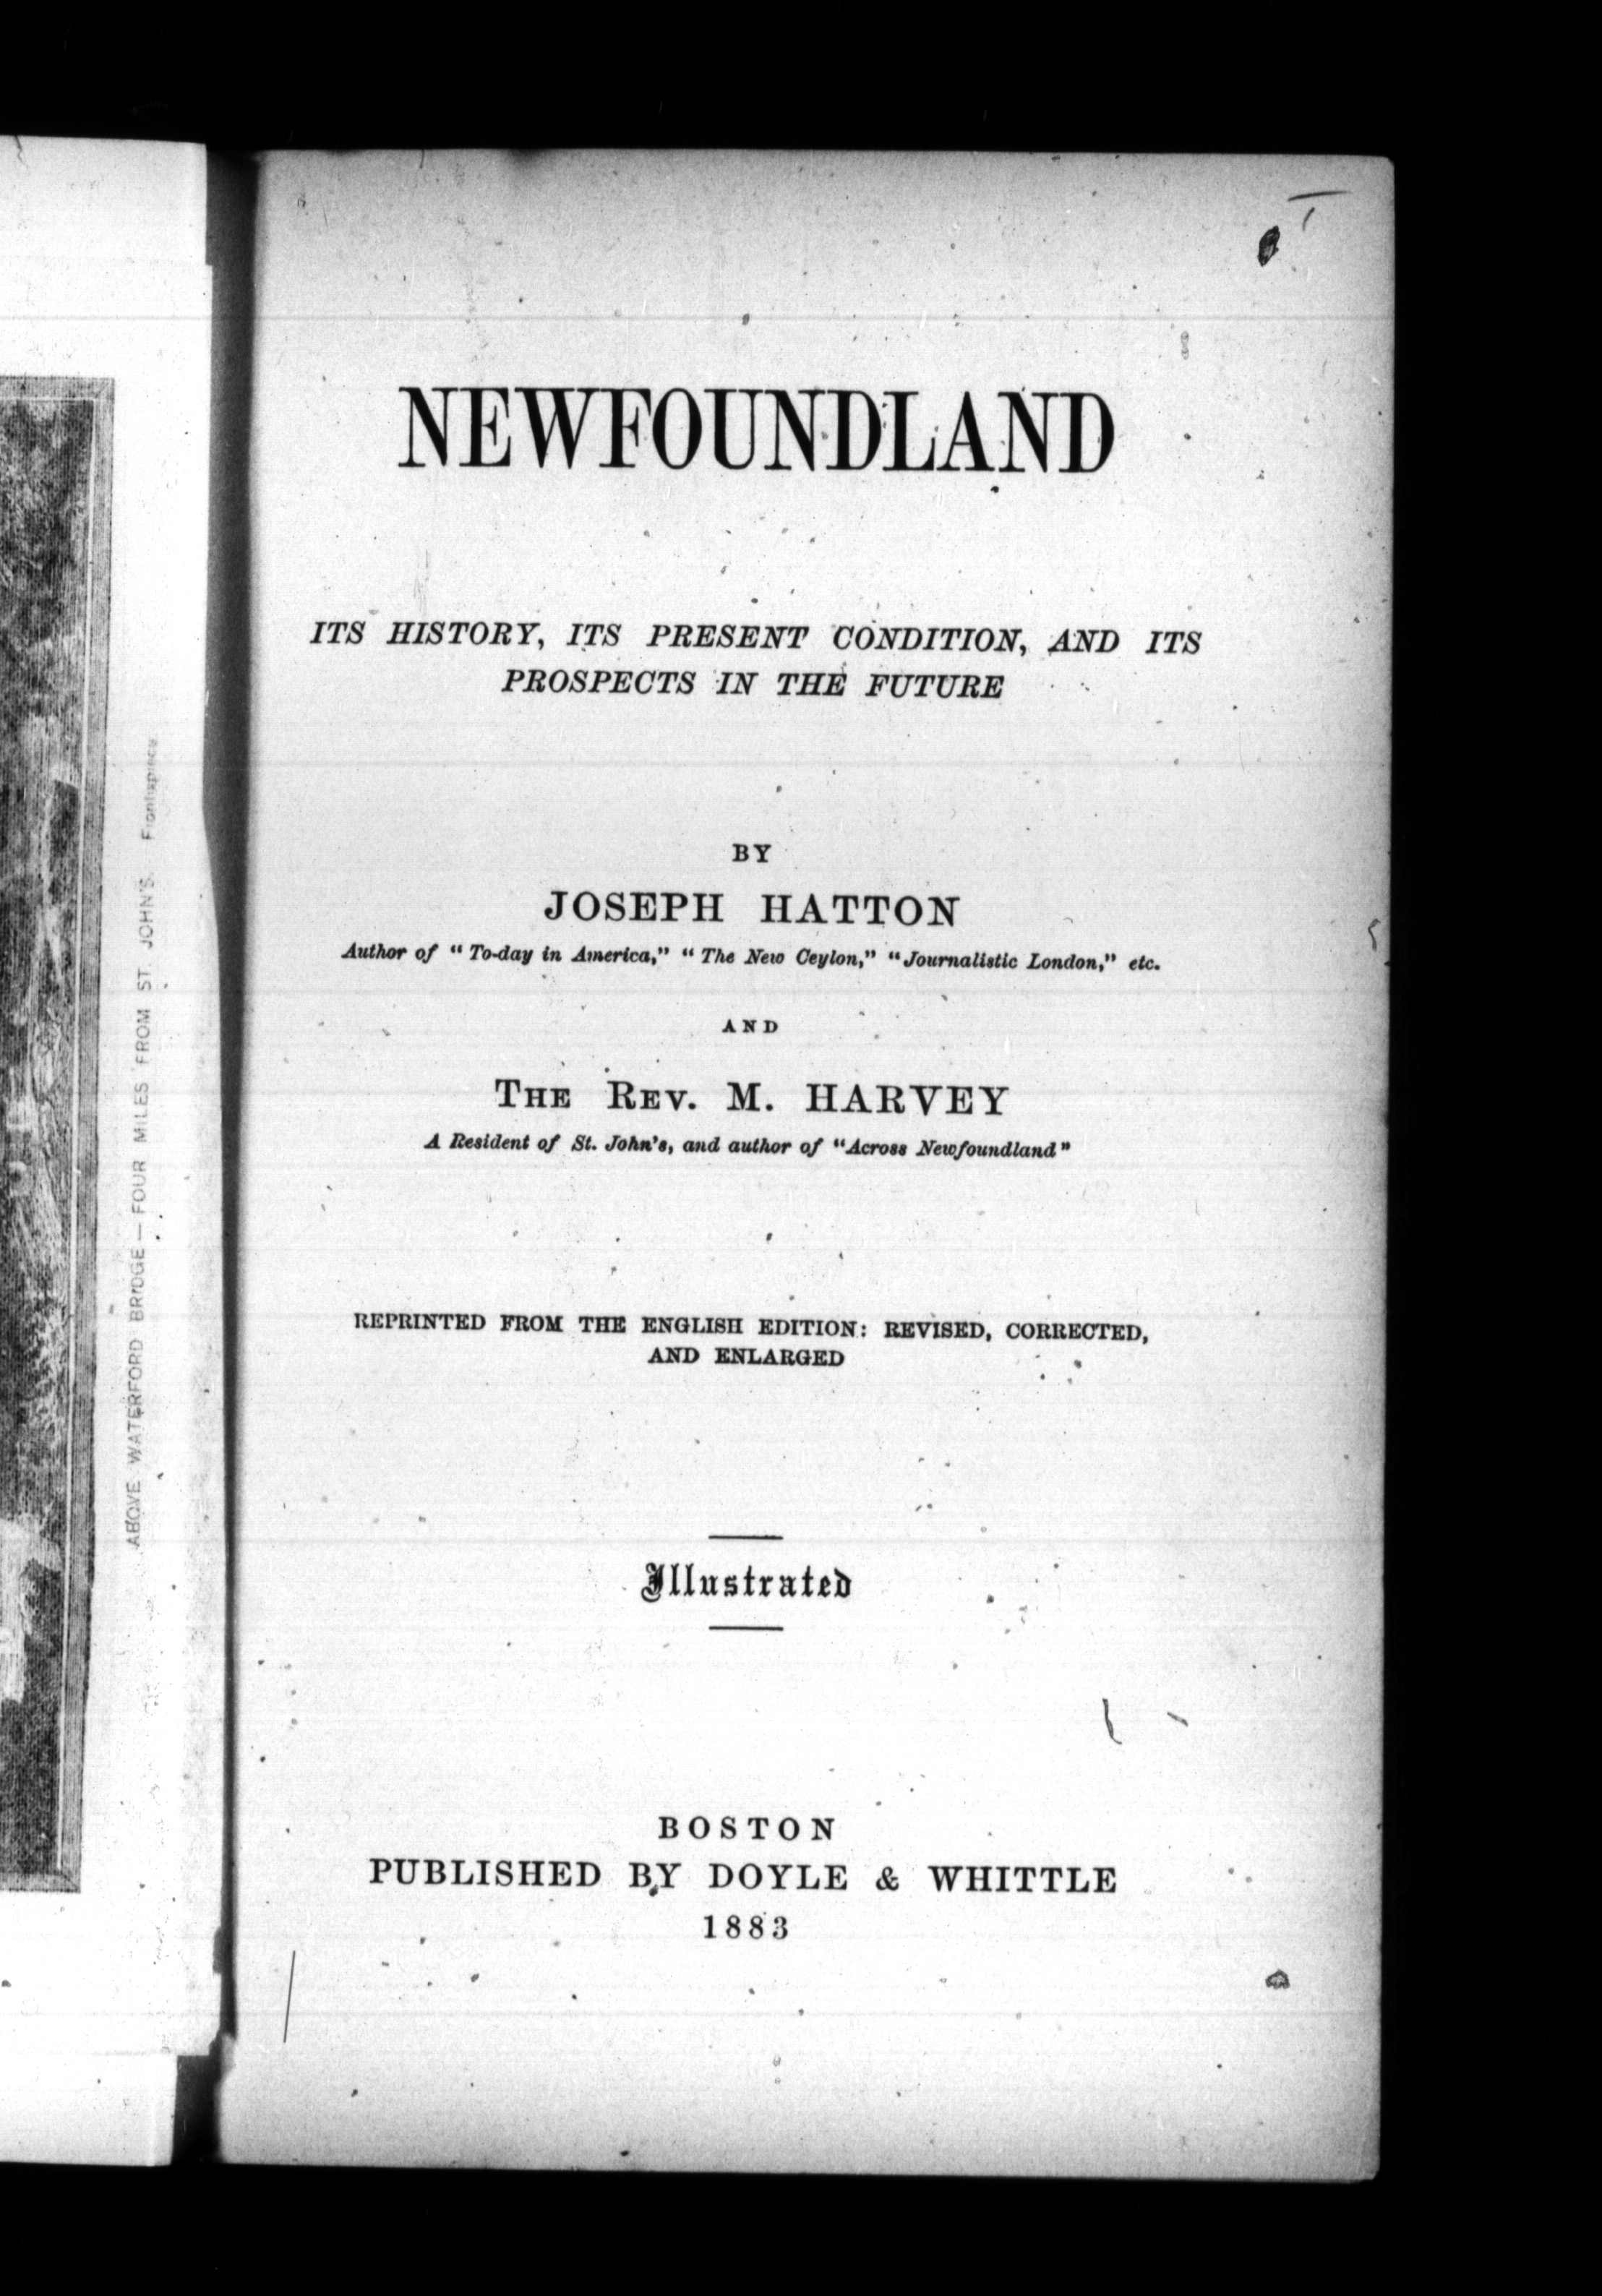 ABOVE WATERFORD BRIDGE — FOUR MILES FROM ST. JOHN'S. Frontispiece
NEWFOUNDLAND
ITS HISTORY, ITS PRESENT CONDITION, AND ITS
PROSPECTS IN THE FUTURE
BY
JOSEPH HATTON
Author of "To-day in America," "The New Ceylon," "Journalistic London," etc.
AND
THE REV. M. HARVEY
A Resident of St. John's, and author of "Across Newfoundland"
REPRINTED FROM THE ENGLISH EDITION: REVISED, CORRECTED,
AND ENLARGED
Illustrated
BOSTON
PUBLISHED BY DOYLE & WHITTLE
1883